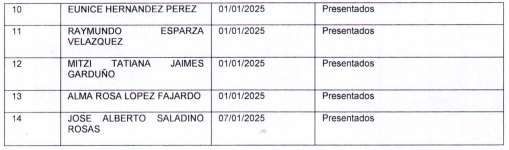 10 EUNICE HERNANDEZ PEREZ 01/01/2025 Presentados
11 RAYMUNDO ESPARZA VELAZQUEZ 01/01/2025 Presentados
12 MITZI TATIANA JAIMES GARDUÑO 01/01/2025 Presentados
13 ALMA ROSA LOPEZ FAJARDO 01/01/2025 Presentados
14 JOSE ALBERTO SALADINO ROSAS 07/01/2025 Presentados